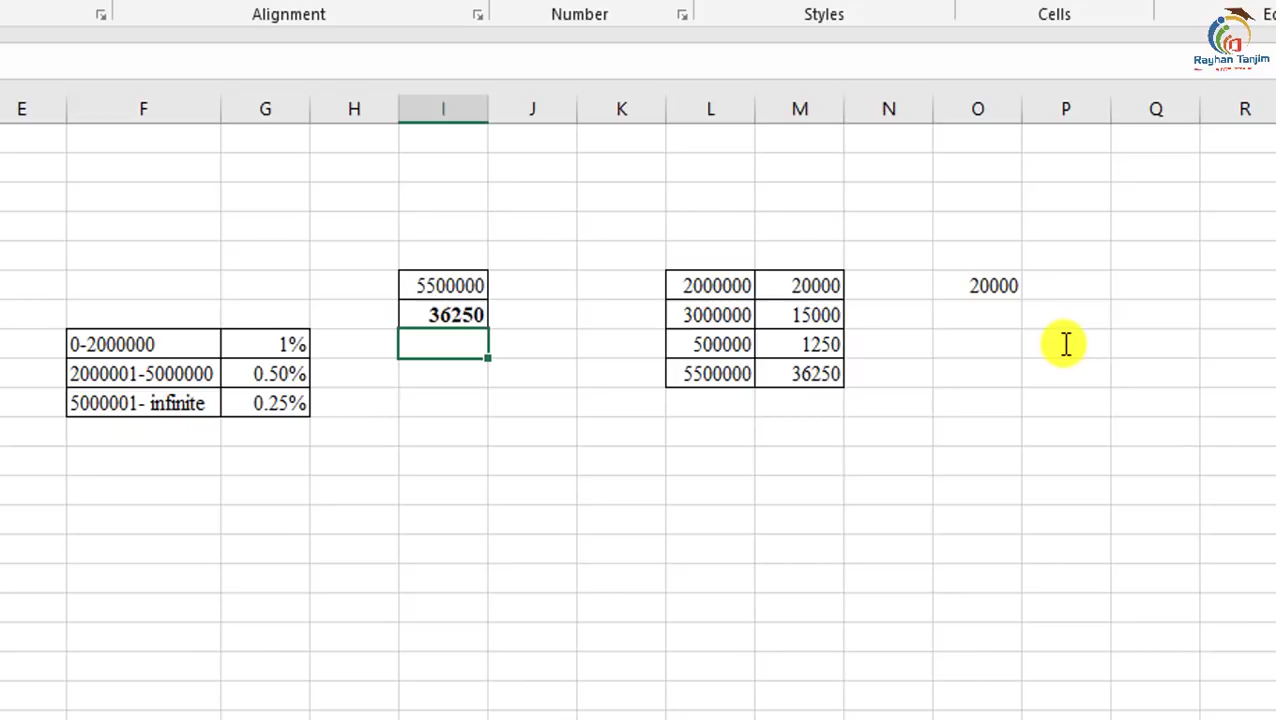 Alignment Number Styles Cells Ed
Rayhan Tanjim
E F G H I J K L M N O P Q R
5500000 2000000 20000 20000
36250 3000000 15000
0-2000000 1% 500000 1250
2000001-5000000 0.50% 5500000 36250
5000001- infinite 0.25%